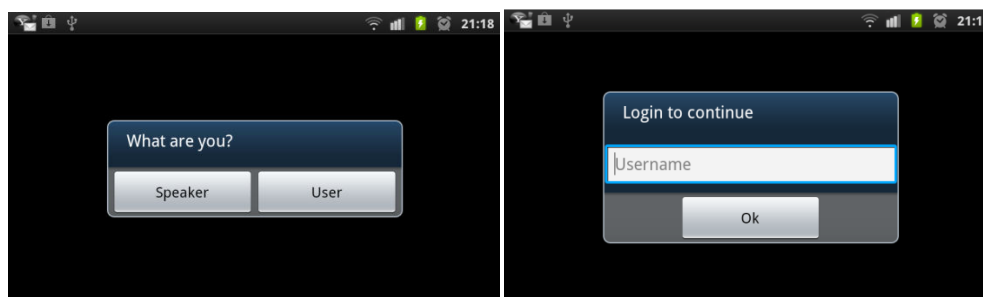 21:18
What are you?
Speaker
User
21:1
Login to continue
Username
Ok